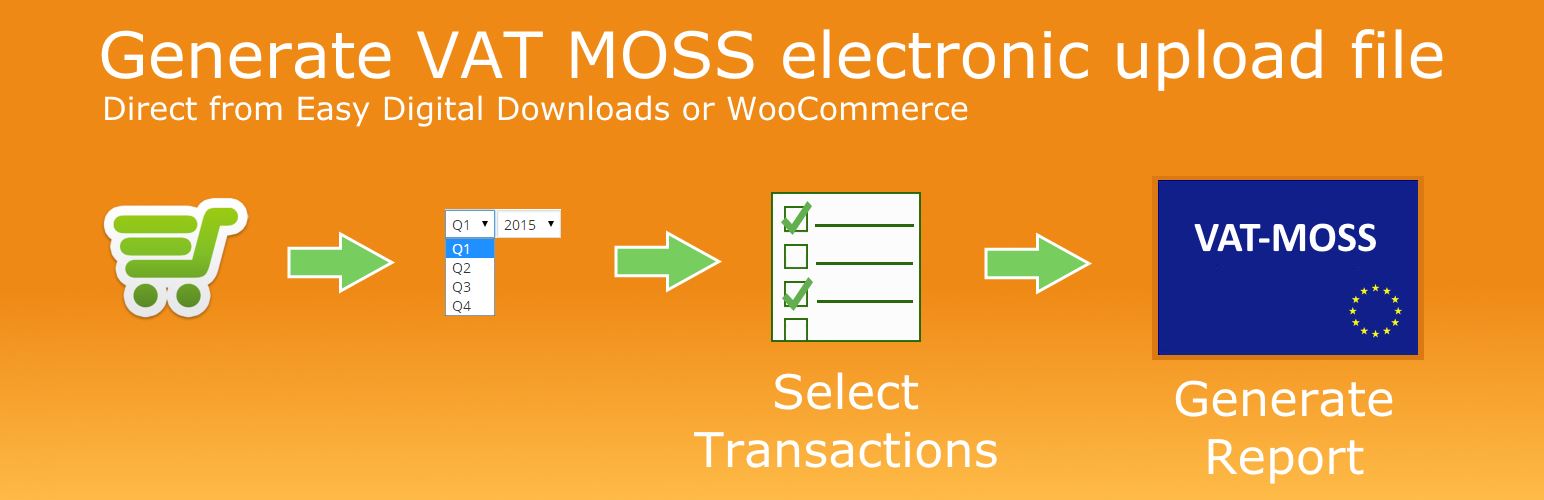 Generate VAT MOSS electronic upload file
Direct from Easy Digital Downloads or WooCommerce
Q1 2015
Q1
Q2
Q3
Q4
VAT-MOSS
Select
Transactions
Generate
Report